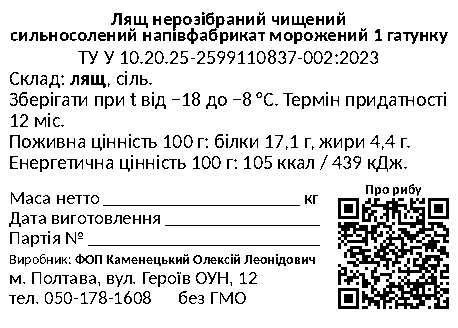 Лящ нерозібраний чищений
сильносолений напівфабрикат морожений 1 гатунку
ТУ У 10.20.25-2599110837-002:2023
Склад: лящ, сіль.
Зберігати при t від −18 до −8 °C. Термін придатності
12 міс.
Поживна цінність 100 г: білки 17,1 г, жири 4,4 г.
Енергетична цінність 100 г: 105 ккал / 439 кДж.
Маса нетто ____________________ кг
Дата виготовлення ________________
Партія № ________________________
Про рибу
Виробник: ФОП Каменецький Олексій Леонідович
м. Полтава, вул. Героїв ОУН, 12
тел. 050-178-1608 без ГМО